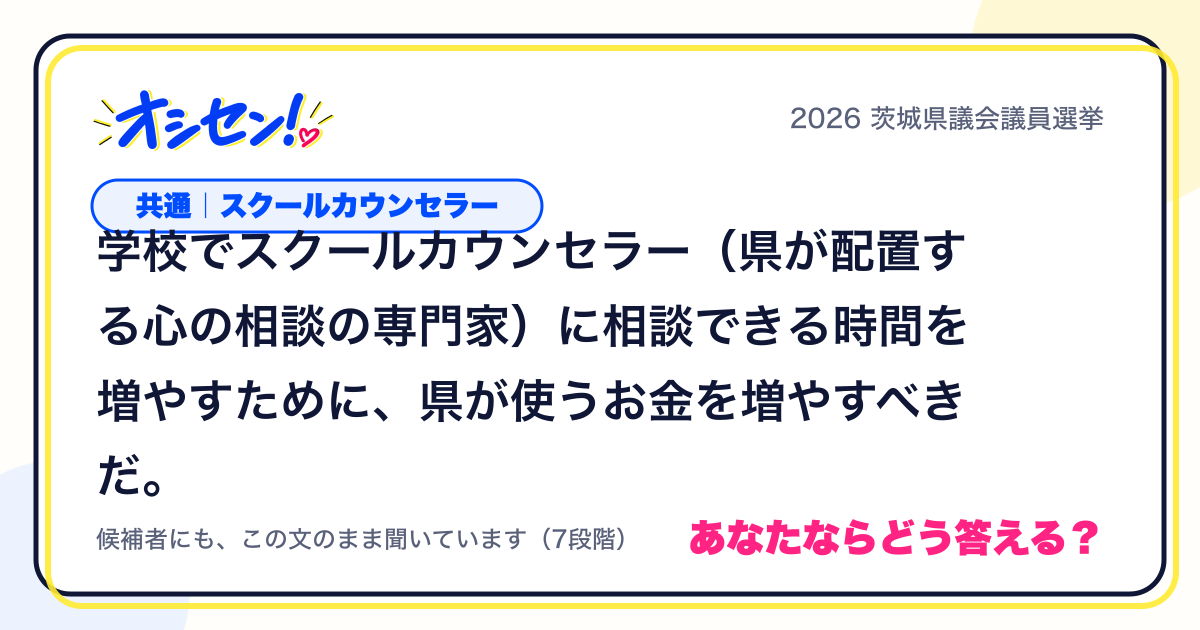 オシセン!
2026 茨城県議会議員選挙
共通｜スクールカウンセラー
学校でスクールカウンセラー（県が配置す
る心の相談の専門家）に相談できる時間を
増やすために、県が使うお金を増やすべき
だ。
候補者にも、この文のまま聞いています（7段階）
あなたならどう答える？